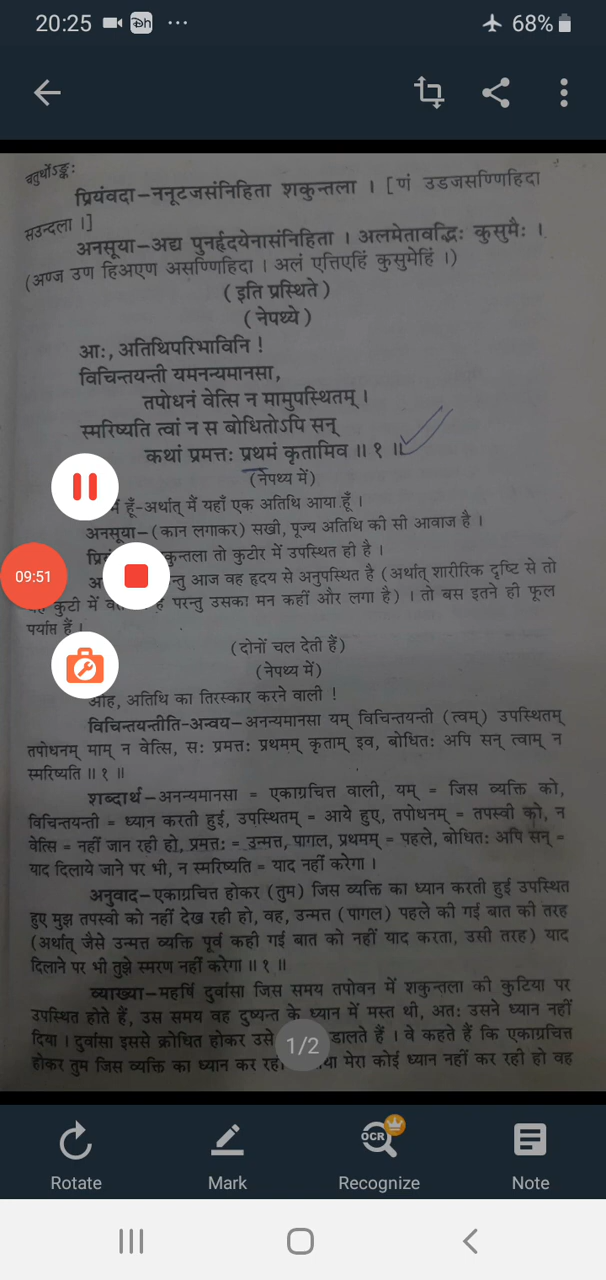 20:25
68%
चतुर्थोऽङ्कः
प्रियंवदा–ननूटजसंनिहिता शकुन्तला । [णं उडजसण्णिहिदा
सउन्दला ।]
अनसूया–अद्य पुनर्हृदयेनासंनिहिता । अलमेतावद्भिः कुसुमैः ।
(अण्ज उण हिअएण असण्णिहिदा । अलं एत्तिएहिं कुसुमेहिं ।)
(इति प्रस्थिते)
(नेपथ्ये)
आः, अतिथिपरिभाविनि !
विचिन्तयन्ती यमनन्यमानसा,
तपोधनं वेत्सि न मामुपस्थितम् ।
स्मरिष्यति त्वां न स बोधितोऽपि सन्
कथां प्रमत्तः प्रथमं कृतामिव ॥ १ ॥
(नेपथ्य में)
हूँ–अर्थात् मैं यहाँ एक अतिथि आया हूँ ।
अनसूया–(कान लगाकर) सखी, पूज्य अतिथि की सी आवाज है ।
09:51
कुन्तला तो कुटीर में उपस्थित ही है ।
आज वह हृदय से अनुपस्थित है (अर्थात् शारीरिक दृष्टि से तो
कुटी में है परन्तु उसका मन कहीं और लगा है) । तो बस इतने ही फूल
पर्याप्त हैं ।
(दोनों चल देती हैं)
(नेपथ्य में)
ओह, अतिथि का तिरस्कार करने वाली !
विचिन्तयन्तीति–अन्वय–अनन्यमानसा यम् विचिन्तयन्ती (त्वम्) उपस्थितम्
तपोधनम् माम् न वेत्सि, सः प्रमत्तः प्रथमम् कृताम् इव, बोधितः अपि सन् त्वाम् न
स्मरिष्यति ॥ १ ॥
शब्दार्थ–अनन्यमानसा = एकाग्रचित्त वाली, यम् = जिस व्यक्ति को,
विचिन्तयन्ती = ध्यान करती हुई, उपस्थितम् = आये हुए, तपोधनम् = तपस्वी को, न
वेत्सि = नहीं जान रही हो, प्रमत्तः = उन्मत्त, पागल, प्रथमम् = पहले, बोधितः अपि सन् =
याद दिलाये जाने पर भी, न स्मरिष्यति = याद नहीं करेगा ।
अनुवाद–एकाग्रचित्त होकर (तुम) जिस व्यक्ति का ध्यान करती हुई उपस्थित
हुए मुझ तपस्वी को नहीं देख रही हो, वह, उन्मत्त (पागल) पहले की गई बात की तरह
(अर्थात् जैसे उन्मत्त व्यक्ति पूर्व कही गई बात को नहीं याद करता, उसी तरह) याद
दिलाने पर भी तुझे स्मरण नहीं करेगा ॥ १ ॥
व्याख्या–महर्षि दुर्वासा जिस समय तपोवन में शकुन्तला की कुटिया पर
उपस्थित होते हैं, उस समय वह दुष्यन्त के ध्यान में मस्त थी, अतः उसने ध्यान नहीं
दिया । दुर्वासा इससे क्रोधित होकर उसे डालते हैं । वे कहते हैं कि एकाग्रचित्त
होकर तुम जिस व्यक्ति का ध्यान कर मेरा कोई ध्यान नहीं कर रही हो वह
1/2
Rotate
Mark
OCR
Recognize
Note